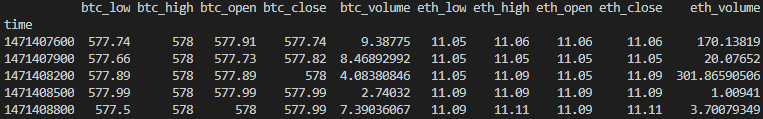 btc_low btc_high btc_open btc_close btc_volume eth_low eth_high eth_open eth_close eth_volume
time
1471407600 577.74 578 577.91 577.74 9.38775 11.05 11.06 11.06 11.06 170.13819
1471407900 577.66 578 577.73 577.82 8.46892992 11.05 11.05 11.05 11.05 20.07652
1471408200 577.89 578 577.89 578 4.08380846 11.05 11.09 11.05 11.09 301.86590506
1471408500 577.99 578 577.99 577.99 2.74032 11.09 11.09 11.09 11.09 1.00941
1471408800 577.5 578 578 577.99 7.39036067 11.09 11.11 11.09 11.11 3.70079349